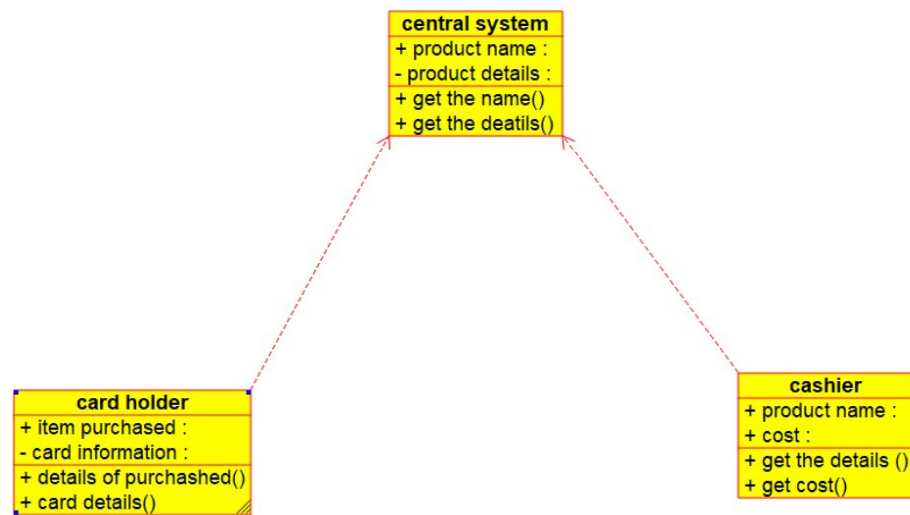 central system
+ product name :
- product details :
+ get the name()
+ get the deatils()
card holder
+ item purchased :
- card information :
+ details of purchashed()
+ card details()
cashier
+ product name :
+ cost :
+ get the details ()
+ get cost()